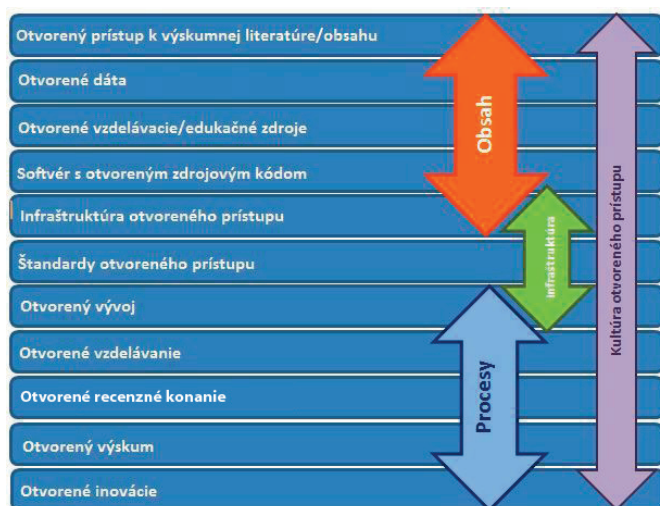 Otvorený prístup k výskumnej literatúre/obsahu
Otvorené dáta
Otvorené vzdelávacie/edukačné zdroje
Softvér s otvoreným zdrojovým kódom
Infraštruktúra otvoreného prístupu
Štandardy otvoreného prístupu
Otvorený vývoj
Otvorené vzdelávanie
Otvorené recenzné konanie
Otvorený výskum
Otvorené inovácie
Obsah
infraštruktúra
Procesy
Kultúra otvoreného prístupu